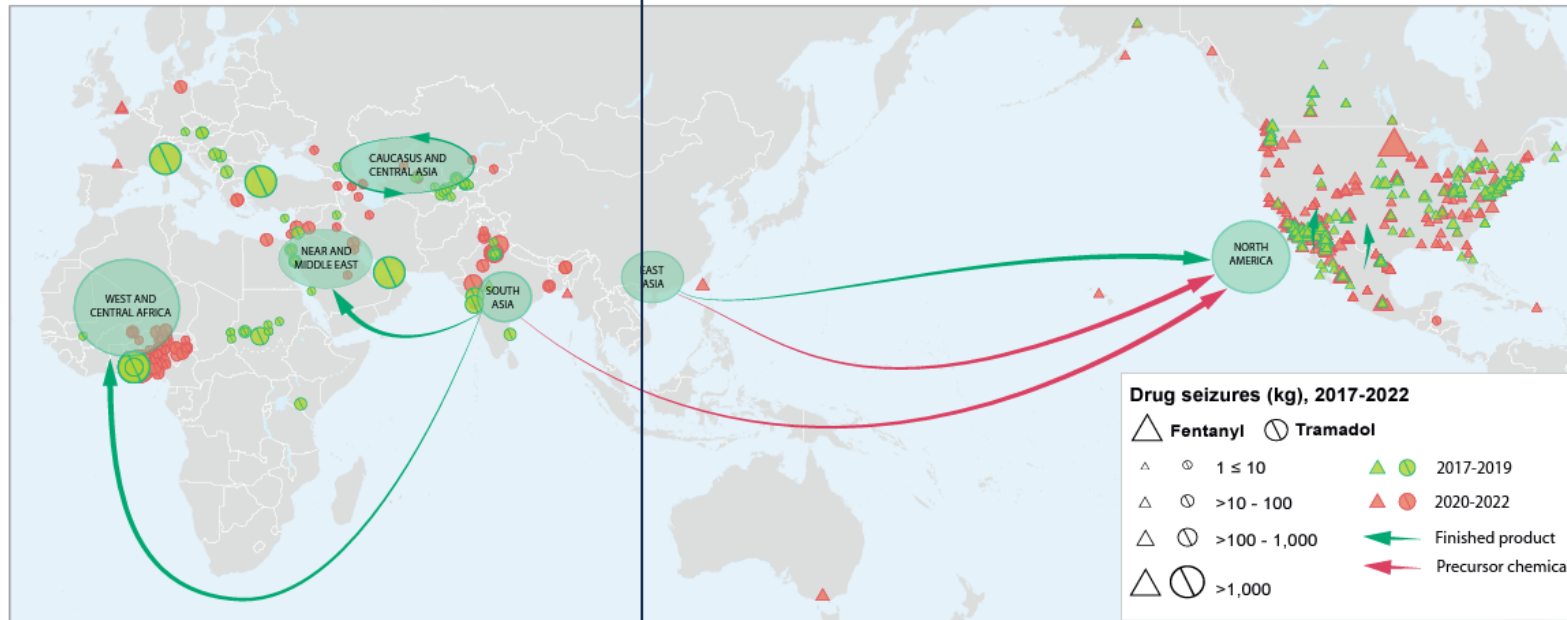 CAUCASUS AND
CENTRAL ASIA
NEAR AND
MIDDLE EAST
WEST AND
CENTRAL AFRICA
SOUTH
ASIA
EAST
ASIA
NORTH
AMERICA
Drug seizures (kg), 2017-2022
Fentanyl Tramadol
1 ≤ 10 2017-2019
>10 - 100 2020-2022
>100 - 1,000 Finished product
>1,000 Precursor chemica